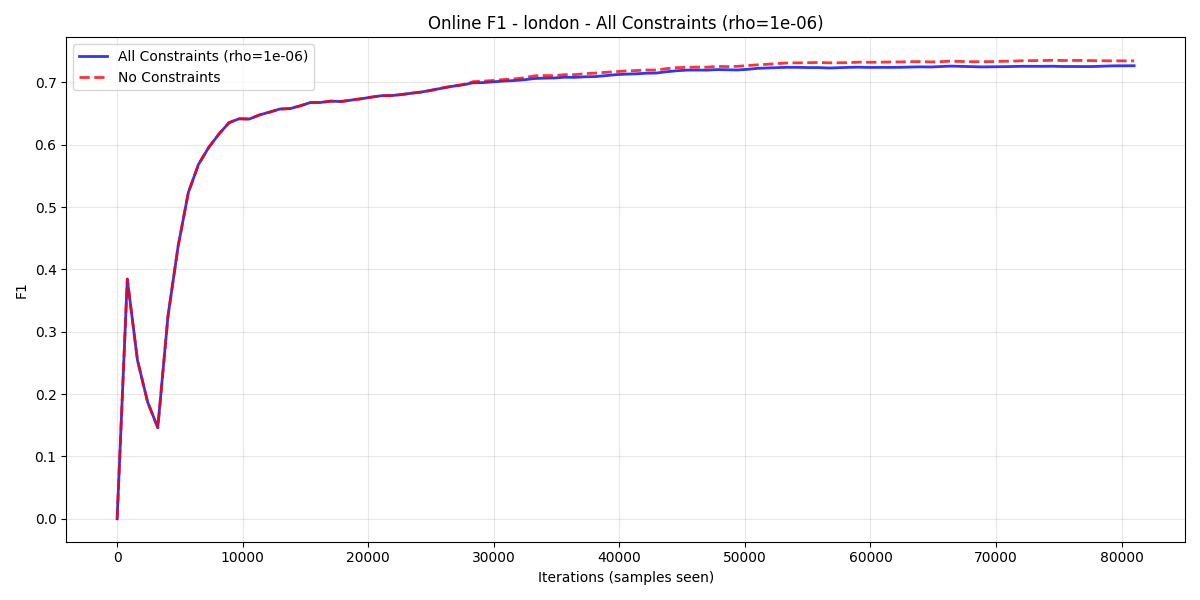 Online F1 - london - All Constraints (rho=1e-06)
All Constraints (rho=1e-06)
No Constraints
F1
0.7
0.6
0.5
0.4
0.3
0.2
0.1
0.0
0 10000 20000 30000 40000 50000 60000 70000 80000
Iterations (samples seen)